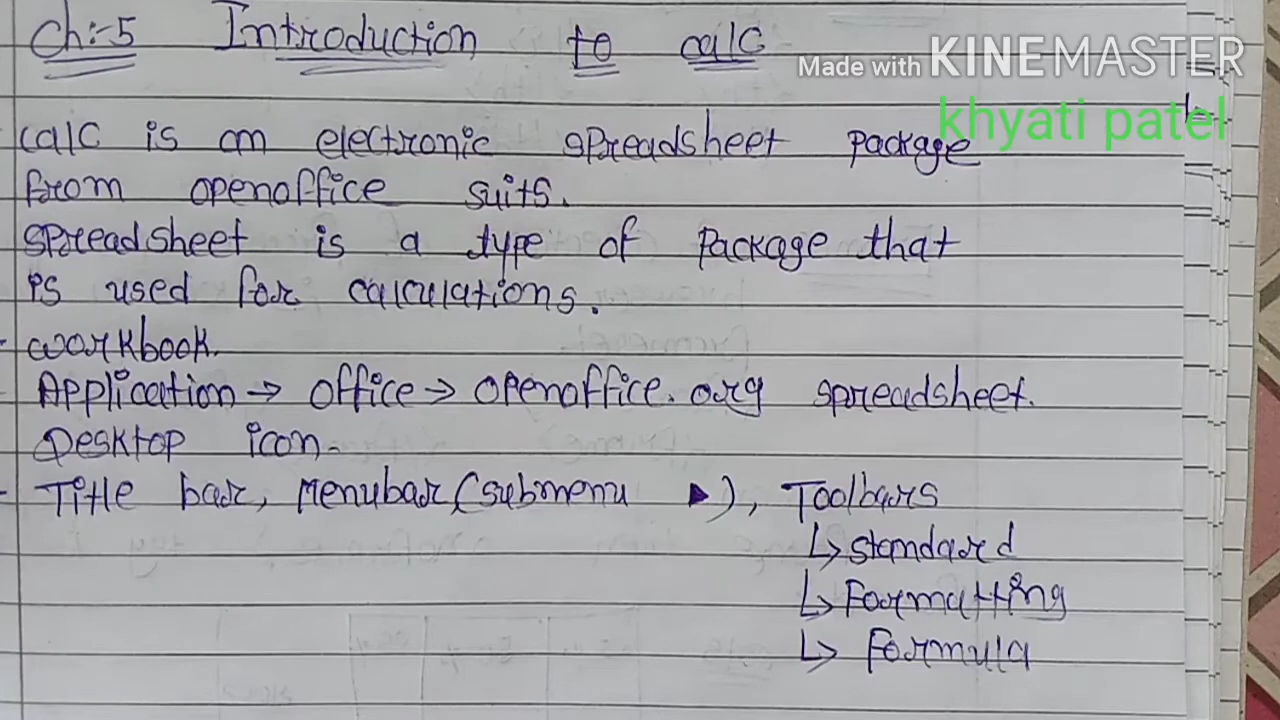 Ch:-5 Introduction to calc
Made with KINEMASTER
khyati patel
calc is an electronic spreadsheet package
from openoffice suits.
spreadsheet is a type of package that
is used for calculations.
- workbook.
Application → office → openoffice.org spreadsheet.
Desktop icon.
- Title bar, Menubar (submenu ▶), Toolbars
↳ standard
↳ Formatting
↳ Formula